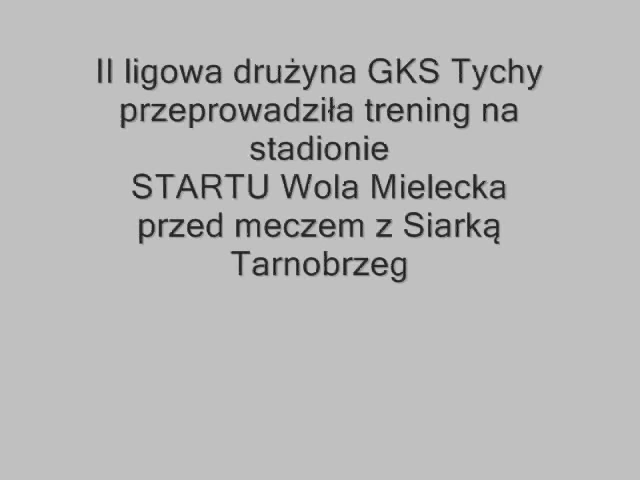 II ligowa drużyna GKS Tychy
przeprowadziła trening na
stadionie
STARTU Wola Mielecka
przed meczem z Siarką
Tarnobrzeg